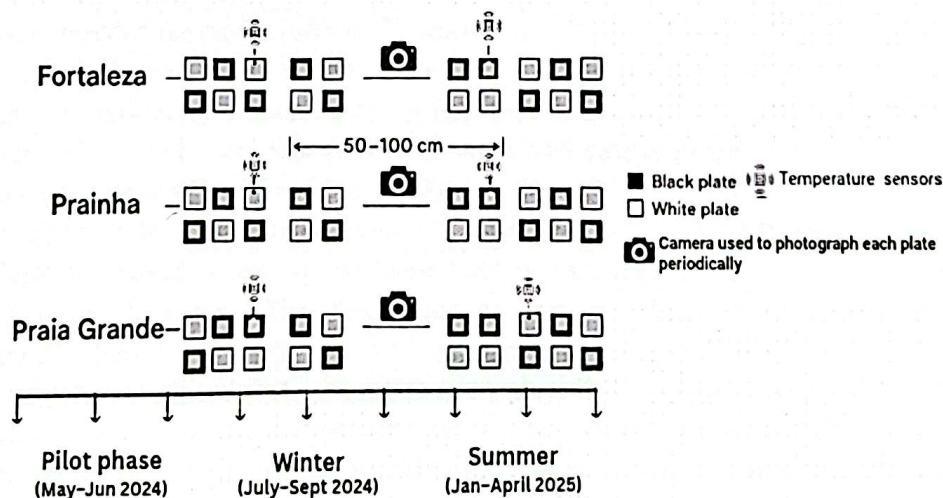 Fortaleza
50-100 cm
Prainha
Black plate Temperature sensors
White plate
Camera used to photograph each plate
periodically
Praia Grande
Pilot phase
(May-Jun 2024)
Winter
(July-Sept 2024)
Summer
(Jan-April 2025)